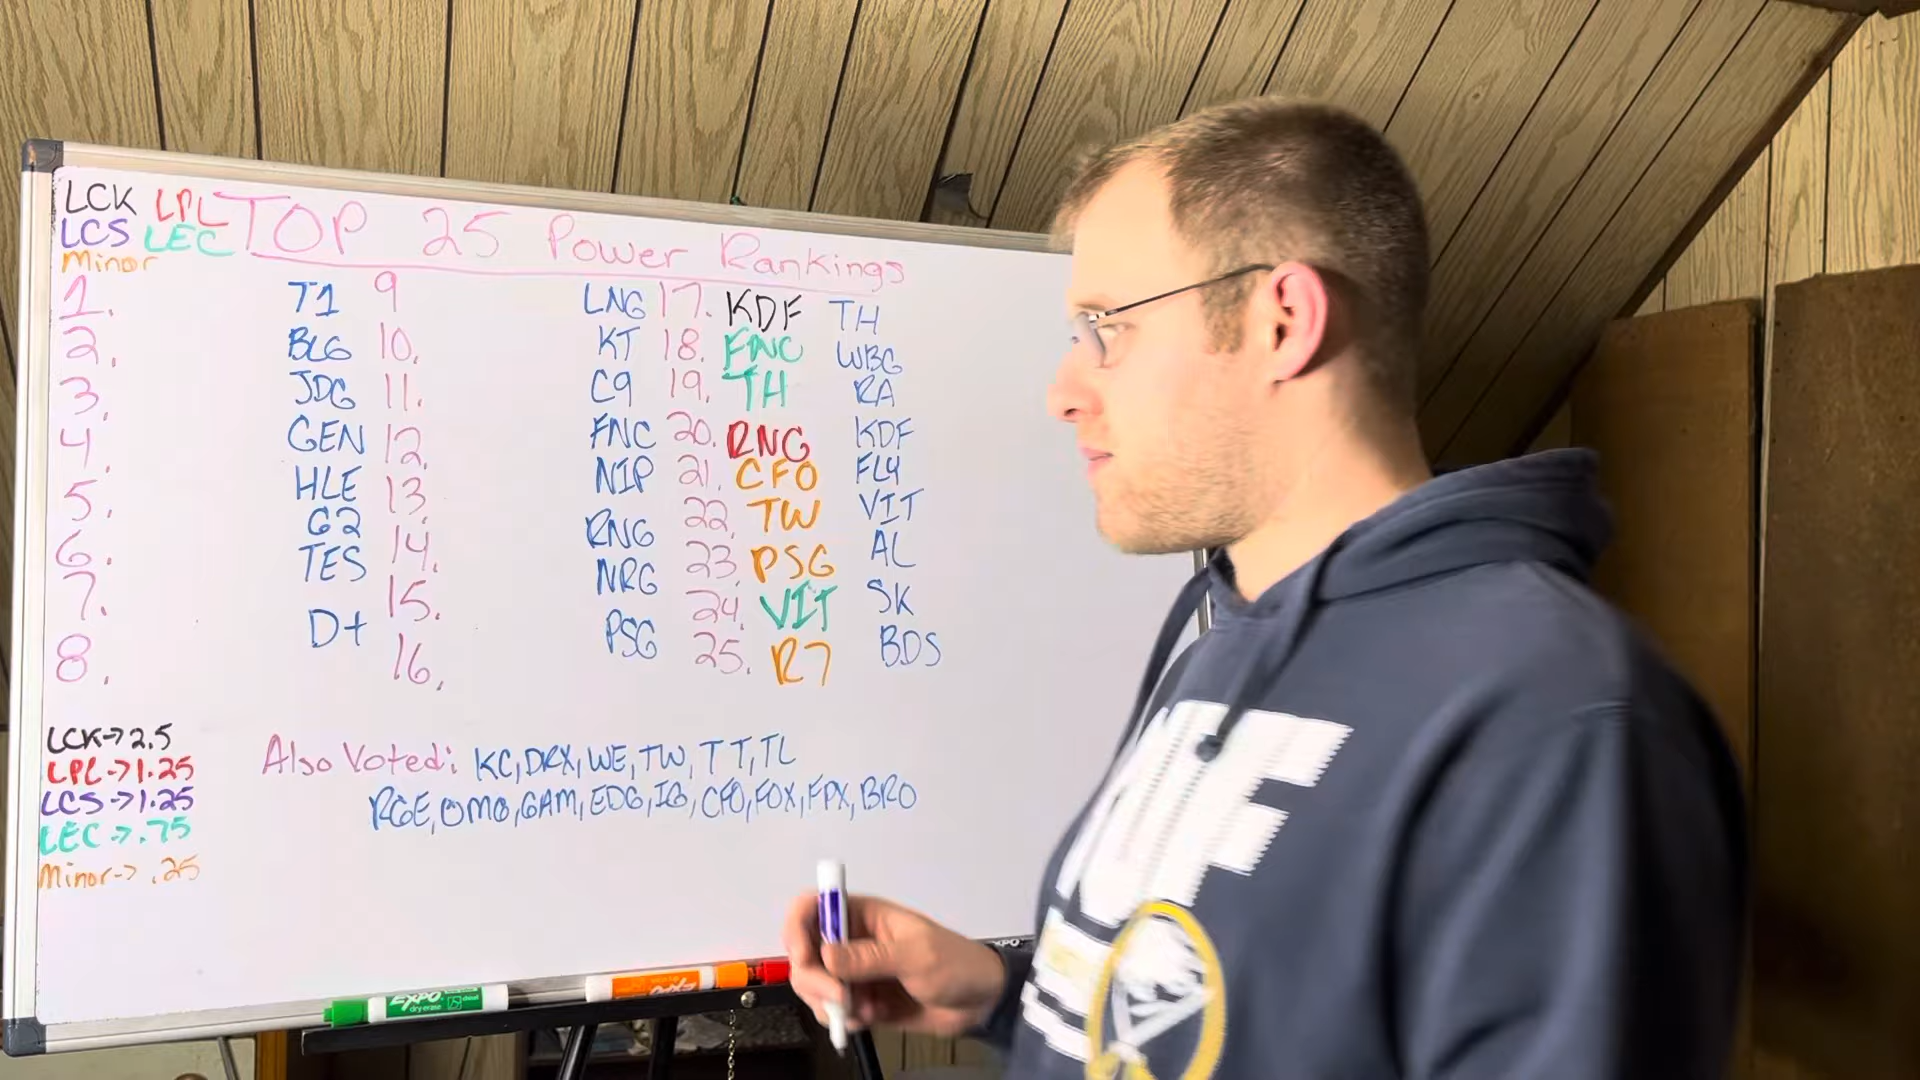 LCK LPL
LCS LEC
Minor
TOP 25 Power Rankings
1. T1 9 LNG 17. KDF TH
2. BLG 10. KT 18. FNC WBG
3. JDG 11. C9 19. TH RA
4. GEN 12. FNC 20. RNG KDF
5. HLE 13. NIP 21. CFO FLY
6. G2 14. RNG 22. TW VIT
7. TES 15. NRG 23. PSG AL
8. D+ 16. PSG 24. VIT SK
25. R7 BDS
LCK->2.5
LPL->1.25
LCS->1.25
LEC->.75
Minor->.25
Also Voted: KC, DRX, WE, TW, TT, TL
RGE, OMG, GAM, EDG, IG, CFO, FOX, FPX, BRO
EXPO
dry erase
EXPO